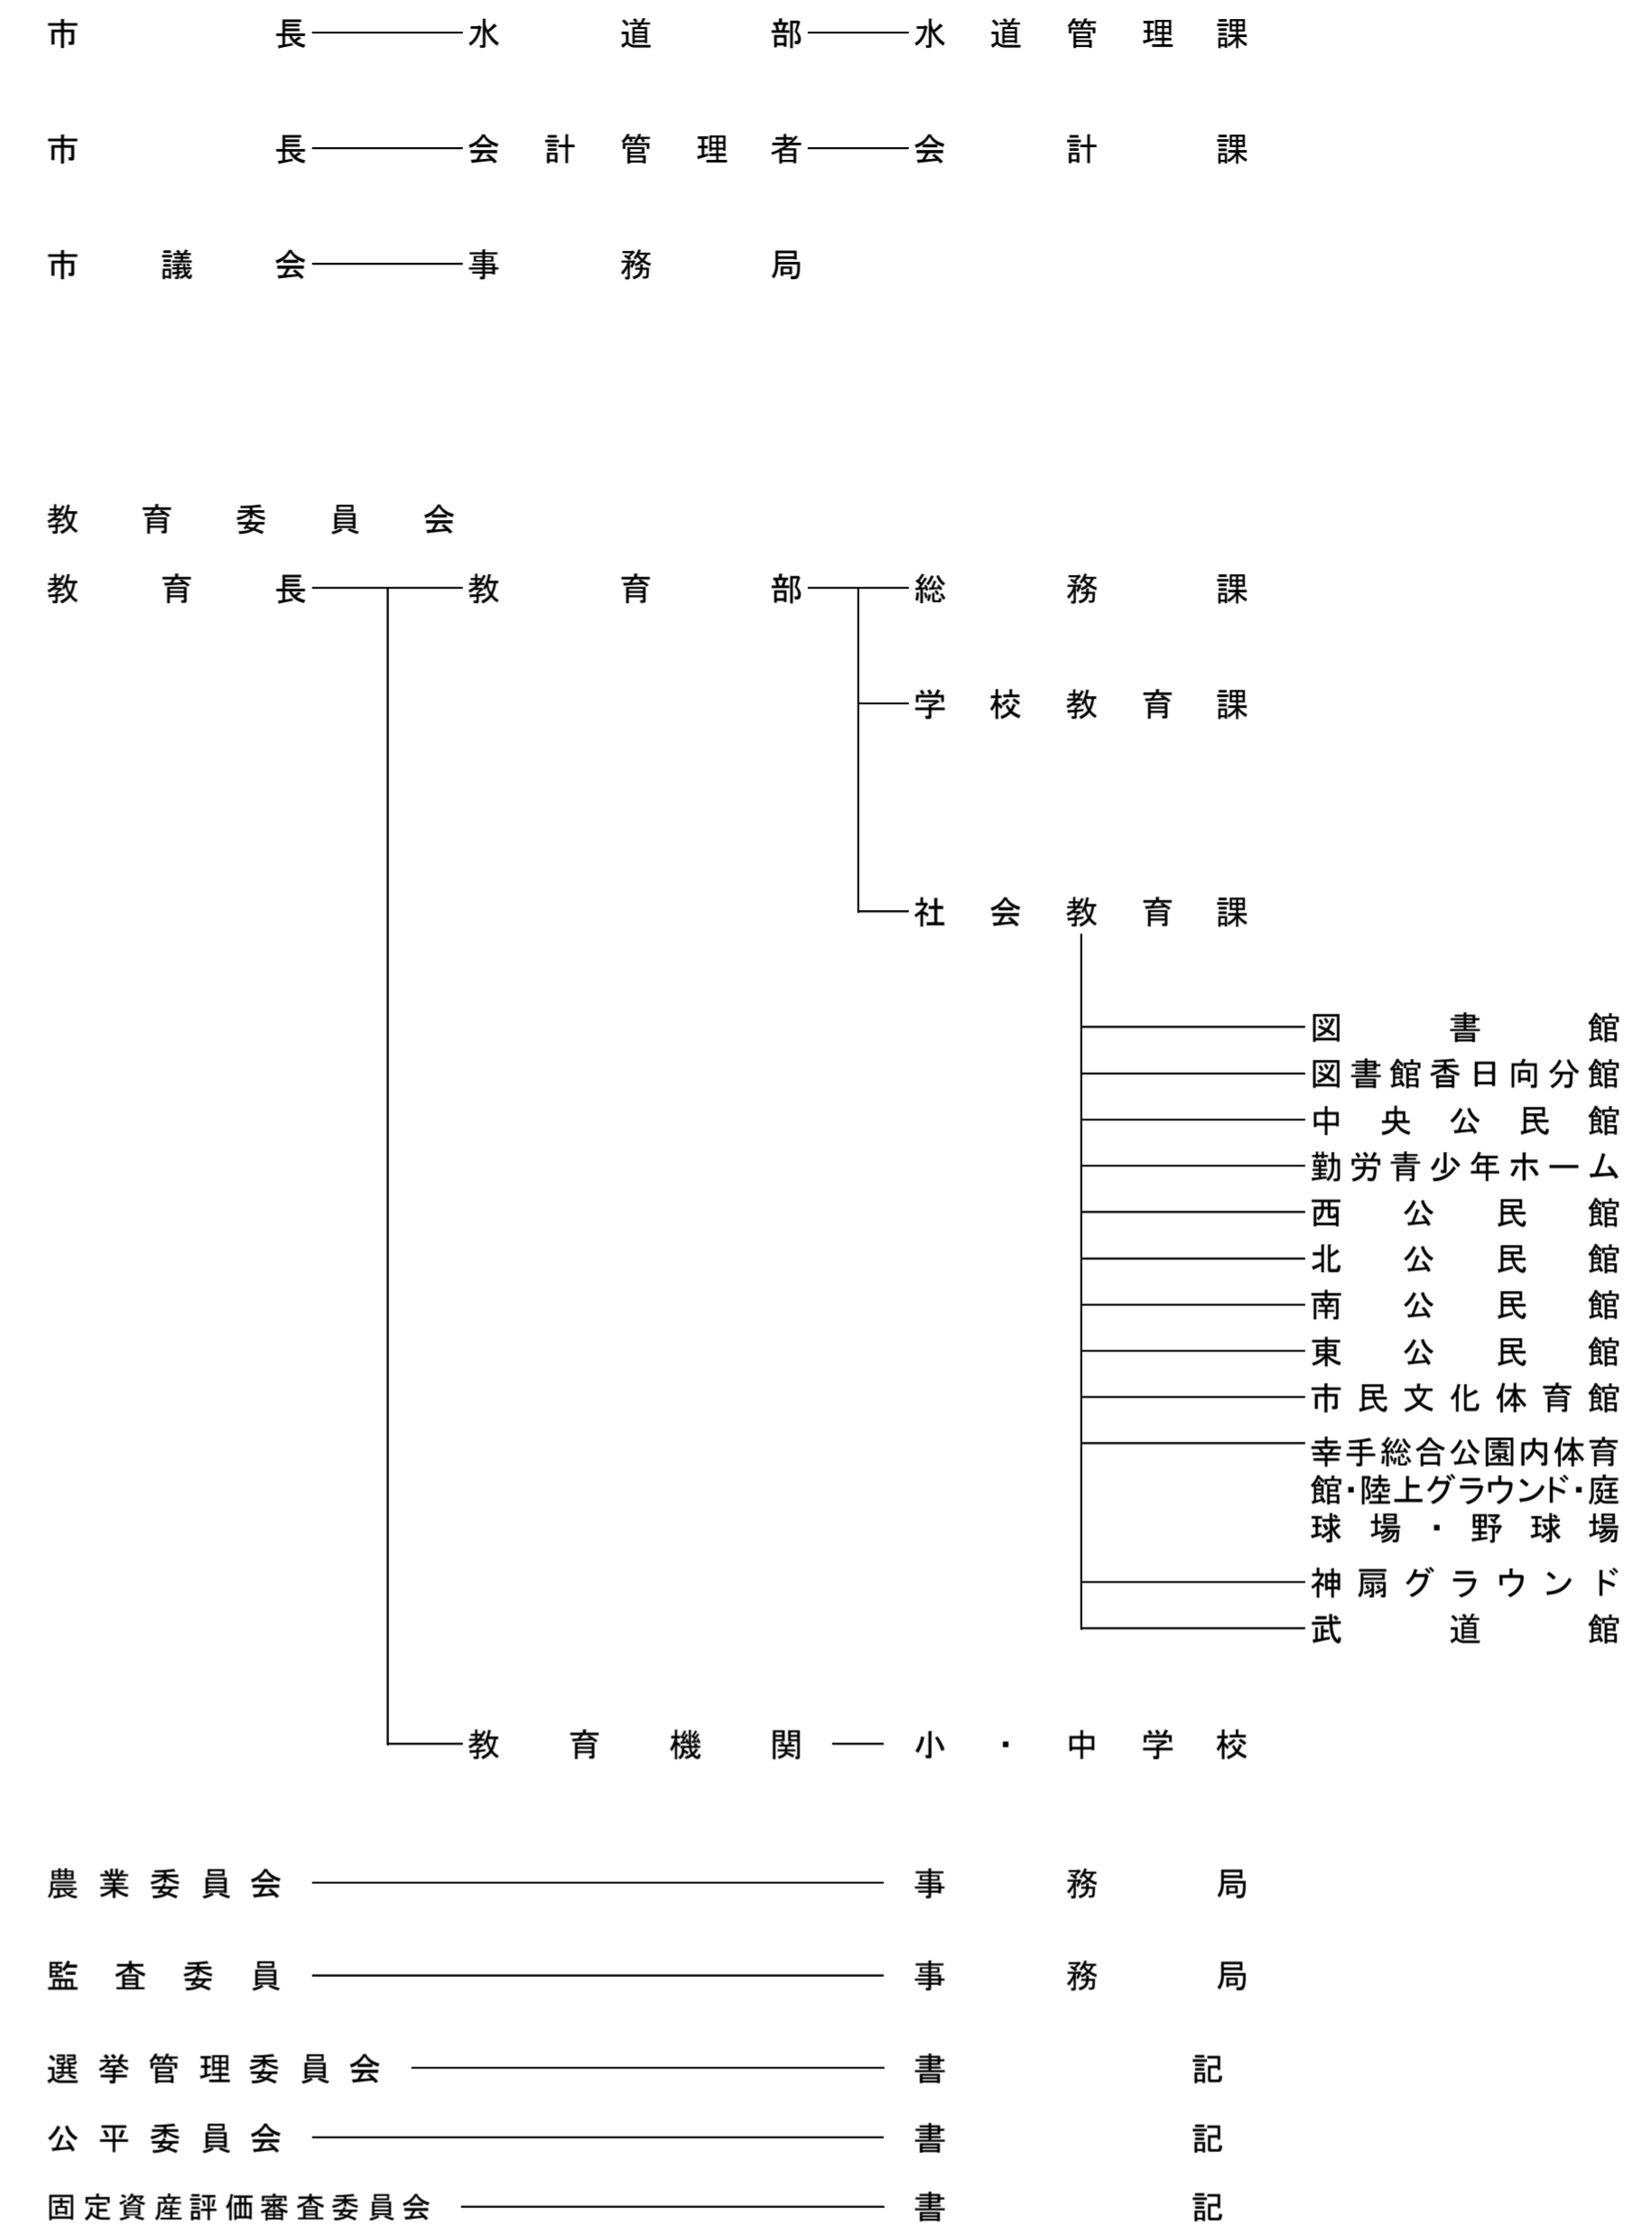 市長 水道部 水道管理課
市長 会計管理者 会計課
市議会 事務局
教育委員会
教育長 教育部 総務課
学校教育課
社会教育課
図書館
図書館香日向分館
中央公民館
勤労青少年ホーム
西公民館
北公民館
南公民館
東公民館
市民文化体育館
幸手総合公園内体育
館・陸上グラウンド・庭
球場・野球場
神扇グラウンド
武道館
教育機関 小・中学校
農業委員会 事務局
監査委員 事務局
選挙管理委員会 書記
公平委員会 書記
固定資産評価審査委員会 書記